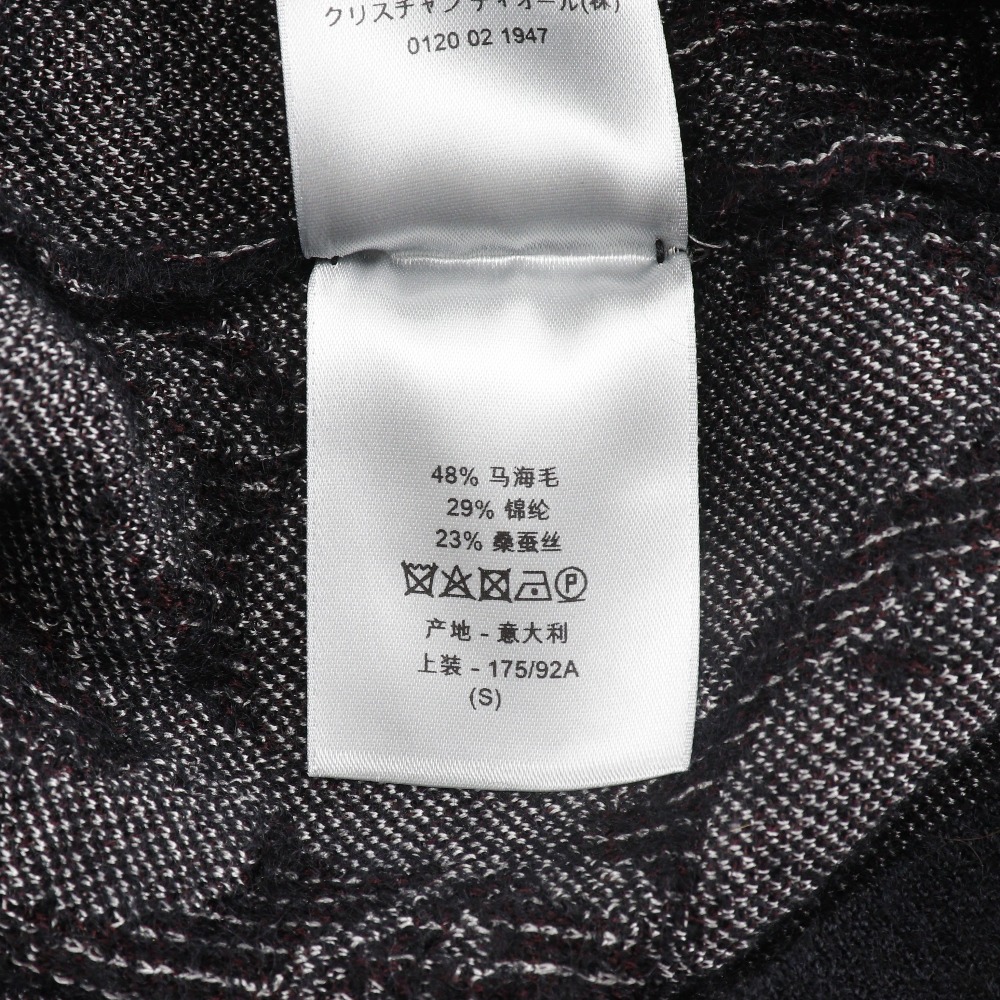 クリスチャンディオール(株)
0120 02 1947
48% 马海毛
29% 锦纶
23% 桑蚕丝
P
产地 - 意大利
上装 - 175/92A
(S)